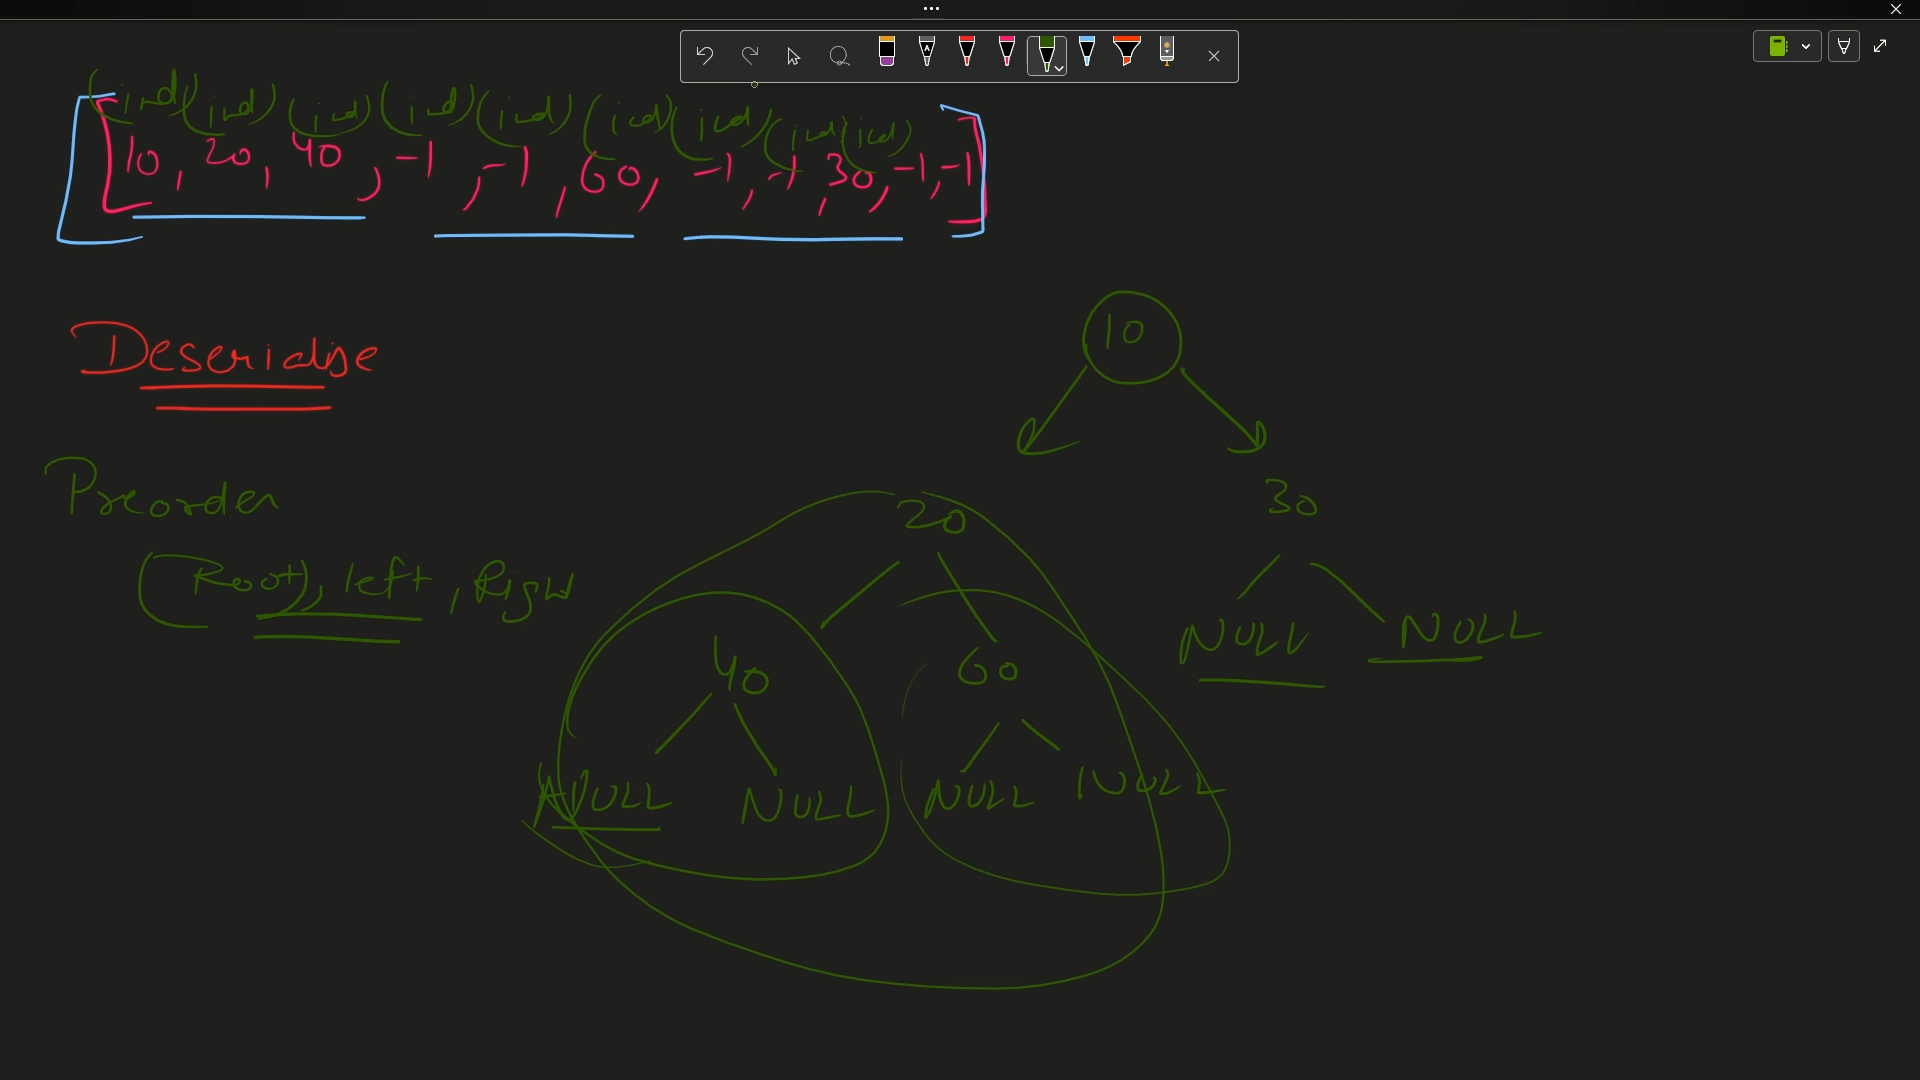 (ind) (ind) (ind) (ind) (ind) (ind) (ind) (ind) (ind)
[10, 20, 40, -1, -1, 60, -1, -1, 30, -1, -1]
Deserialise
10
Preorder
20
30
(Root), left, Right
40
60
NULL NULL
NULL NULL NULL NULL